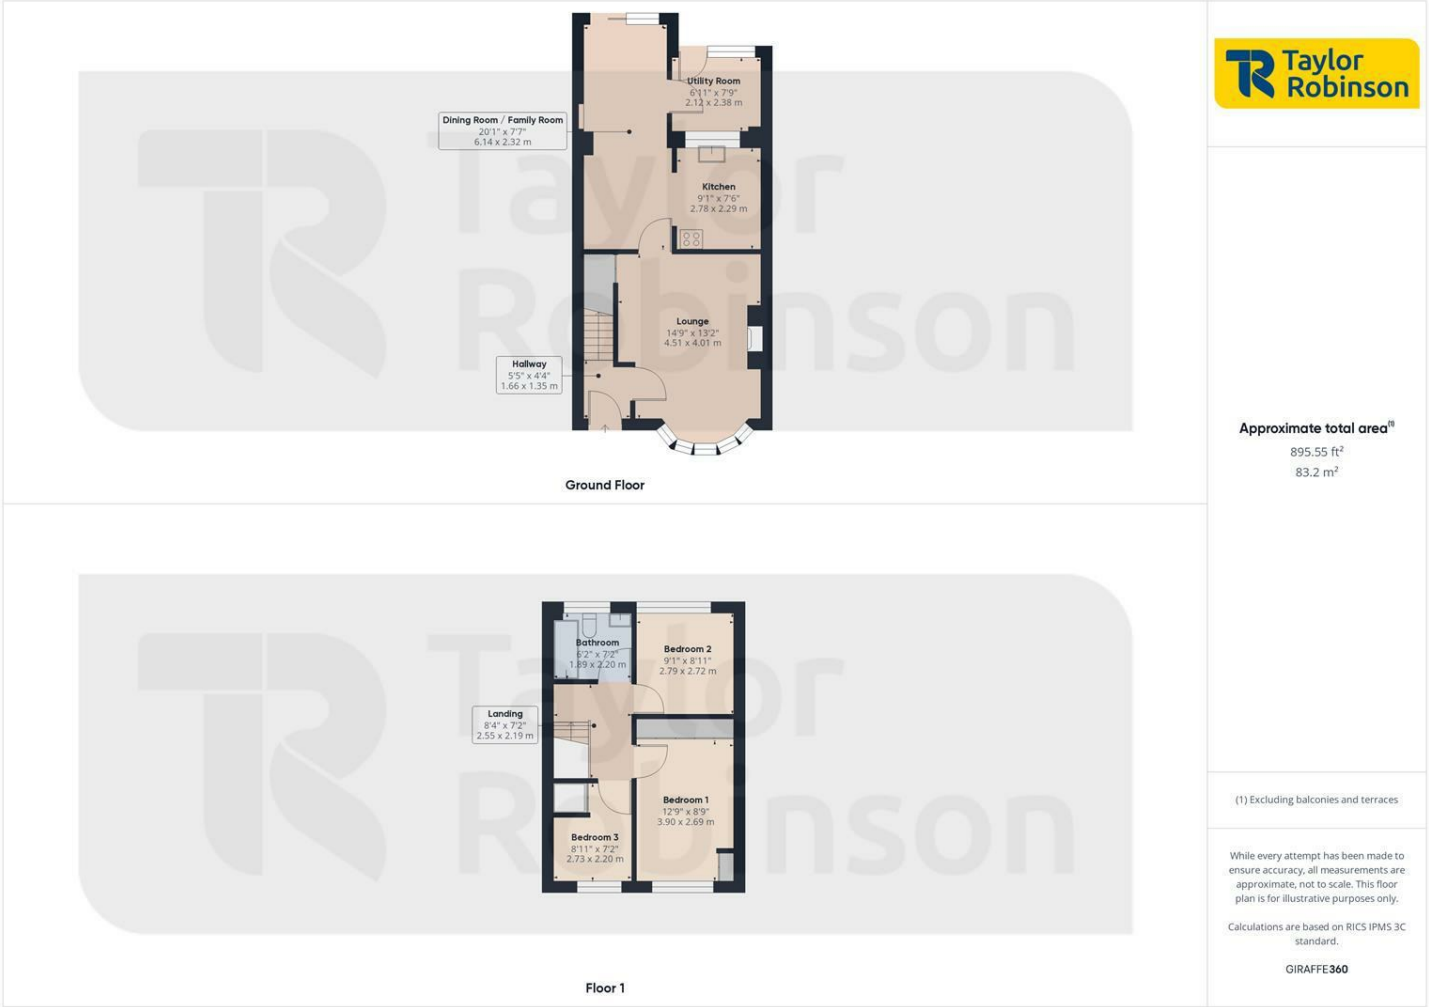 Utility Room
6'11" x 7'9"
2.12 x 2.38 m
Dining Room / Family Room
20'1" x 7'7"
6.14 x 2.32 m
Kitchen
9'1" x 7'6"
2.78 x 2.29 m
Lounge
14'9" x 13'2"
4.51 x 4.01 m
Hallway
5'5" x 4'4"
1.66 x 1.35 m
Ground Floor
Taylor
Robinson
Bathroom
6'2" x 7'2"
1.89 x 2.20 m
Bedroom 2
9'1" x 8'11"
2.79 x 2.72 m
Landing
8'4" x 7'2"
2.55 x 2.19 m
Bedroom 1
12'9" x 8'9"
3.90 x 2.69 m
Bedroom 3
8'11" x 7'2"
2.73 x 2.20 m
Floor 1
Taylor
Robinson
Taylor
Robinson
Approximate total area(1)
895.55 ft²
83.2 m²
(1) Excluding balconies and terraces
While every attempt has been made to
ensure accuracy, all measurements are
approximate, not to scale. This floor
plan is for illustrative purposes only.
Calculations are based on RICS IPMS 3C
standard.
GIRAFFE360